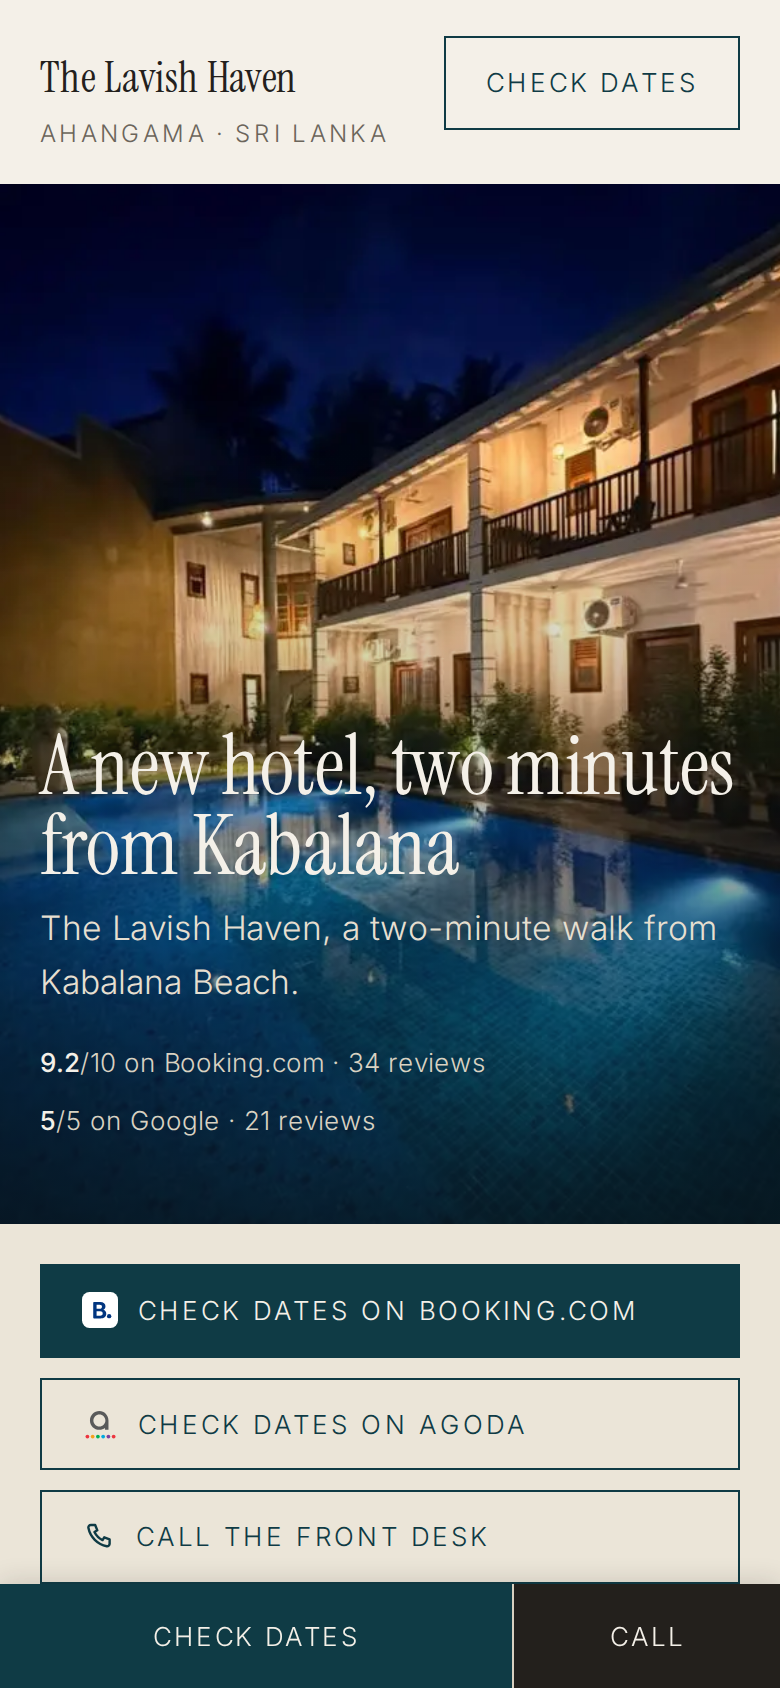 The Lavish Haven
CHECK DATES
AHANGAMA · SRI LANKA
A new hotel, two minutes
from Kabalana
The Lavish Haven, a two-minute walk from
Kabalana Beach.
9.2/10 on Booking.com · 34 reviews
5/5 on Google · 21 reviews
B. CHECK DATES ON BOOKING.COM
a CHECK DATES ON AGODA
CALL THE FRONT DESK
CHECK DATES
CALL